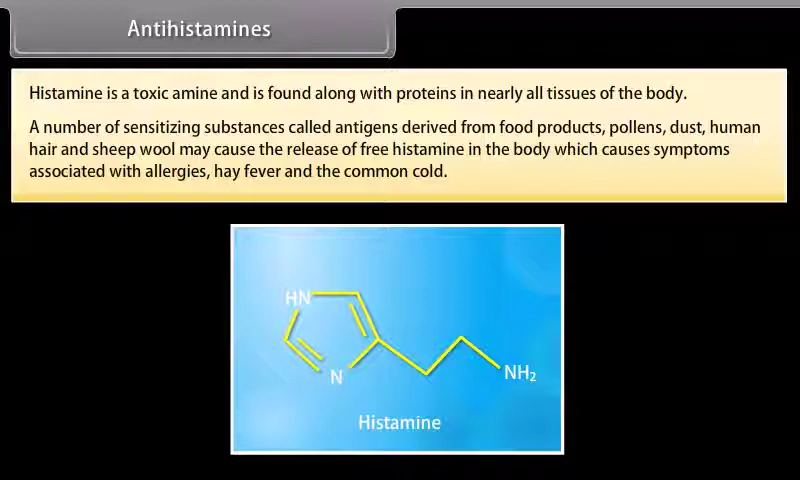 Antihistamines
Histamine is a toxic amine and is found along with proteins in nearly all tissues of the body.
A number of sensitizing substances called antigens derived from food products, pollens, dust, human
hair and sheep wool may cause the release of free histamine in the body which causes symptoms
associated with allergies, hay fever and the common cold.
HN
N
NH₂
Histamine